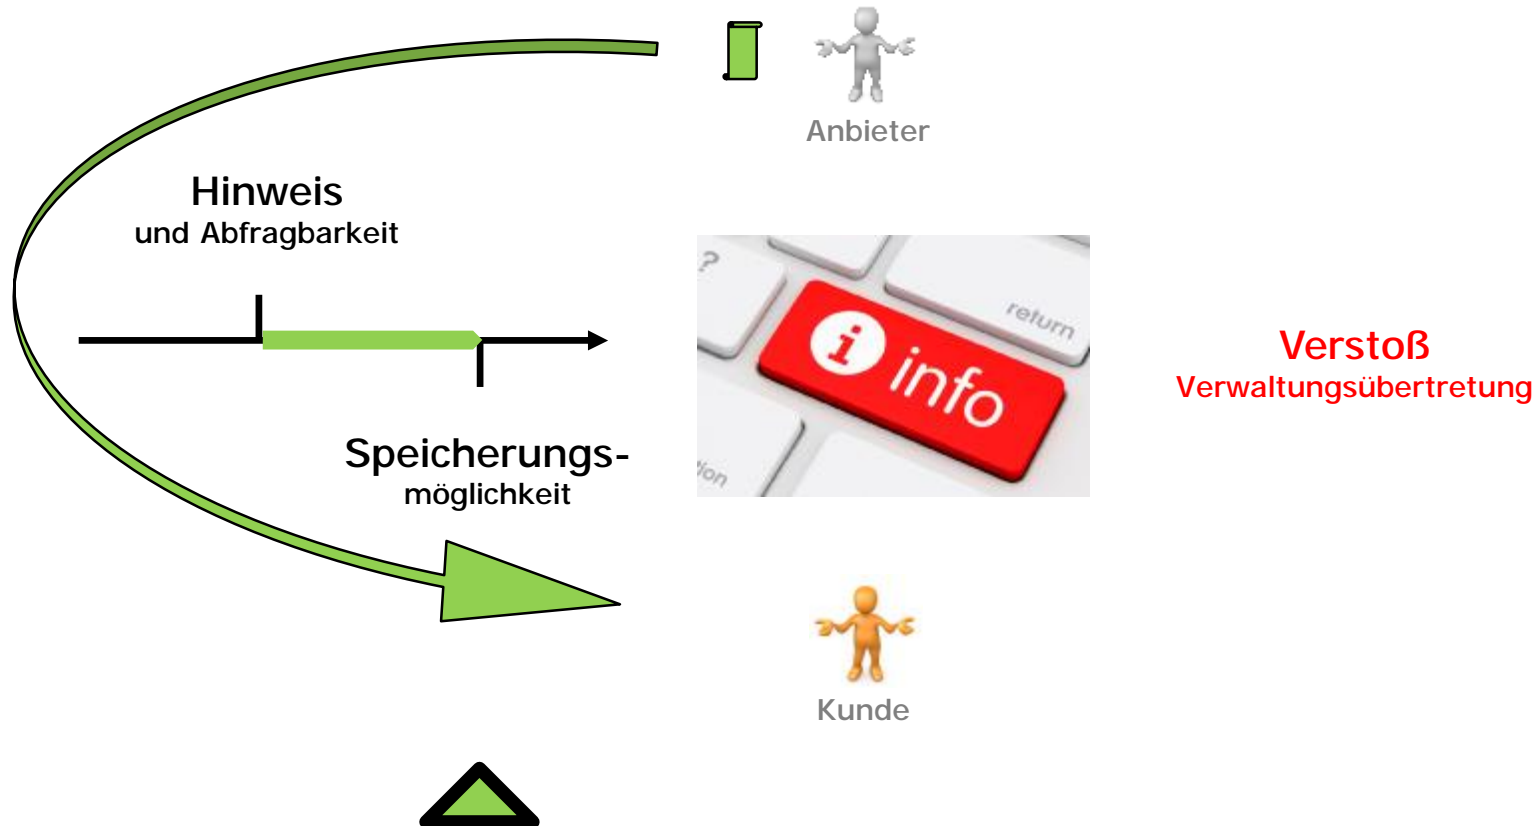 Anbieter
Hinweis
und Abfragbarkeit
?
return
i info
Verstoß
Verwaltungsübertretung
Speicherungs-
möglichkeit
Kunde